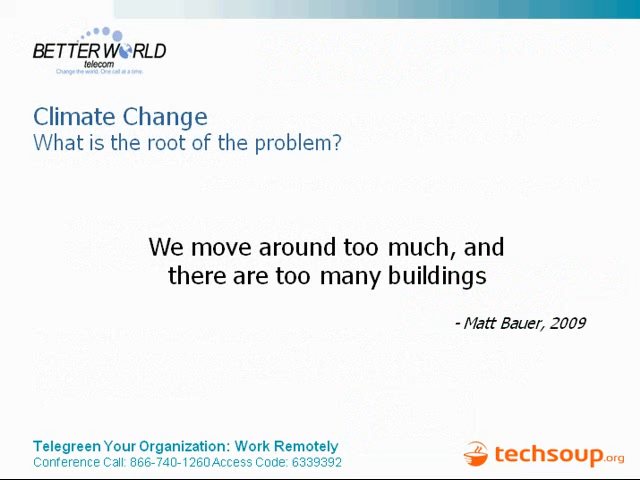 BETTER WORLD
telecom
Change the world. One call at a time.
Climate Change
What is the root of the problem?
We move around too much, and
there are too many buildings
- Matt Bauer, 2009
Telegreen Your Organization: Work Remotely
Conference Call: 866-740-1260 Access Code: 6339392
techsoup.org